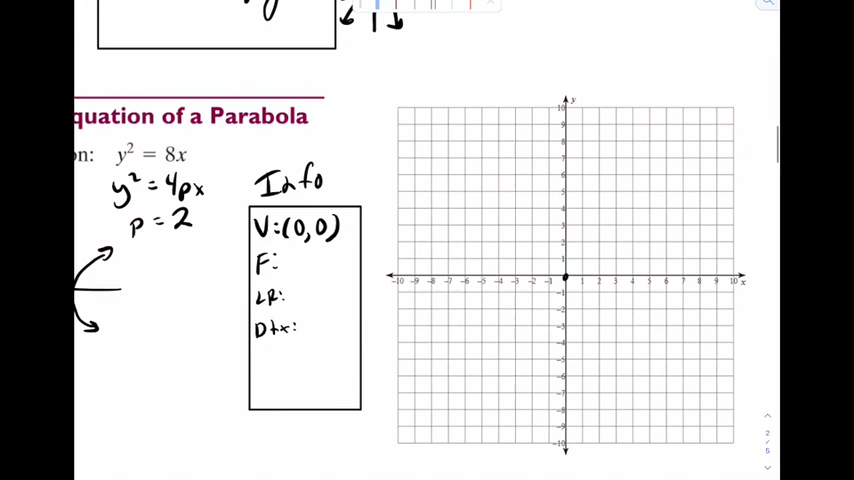 quation of a Parabola
on: y² = 8x
y² = 4px
p = 2
Info
V: (0,0)
F:
LR:
Dtx:
y
10
9
8
7
6
5
4
3
2
1
-10 -9 -8 -7 -6 -5 -4 -3 -2 -1 1 2 3 4 5 6 7 8 9 10 x
-1
-2
-3
-4
-5
-6
-7
-8
-9
-10
2
/
5